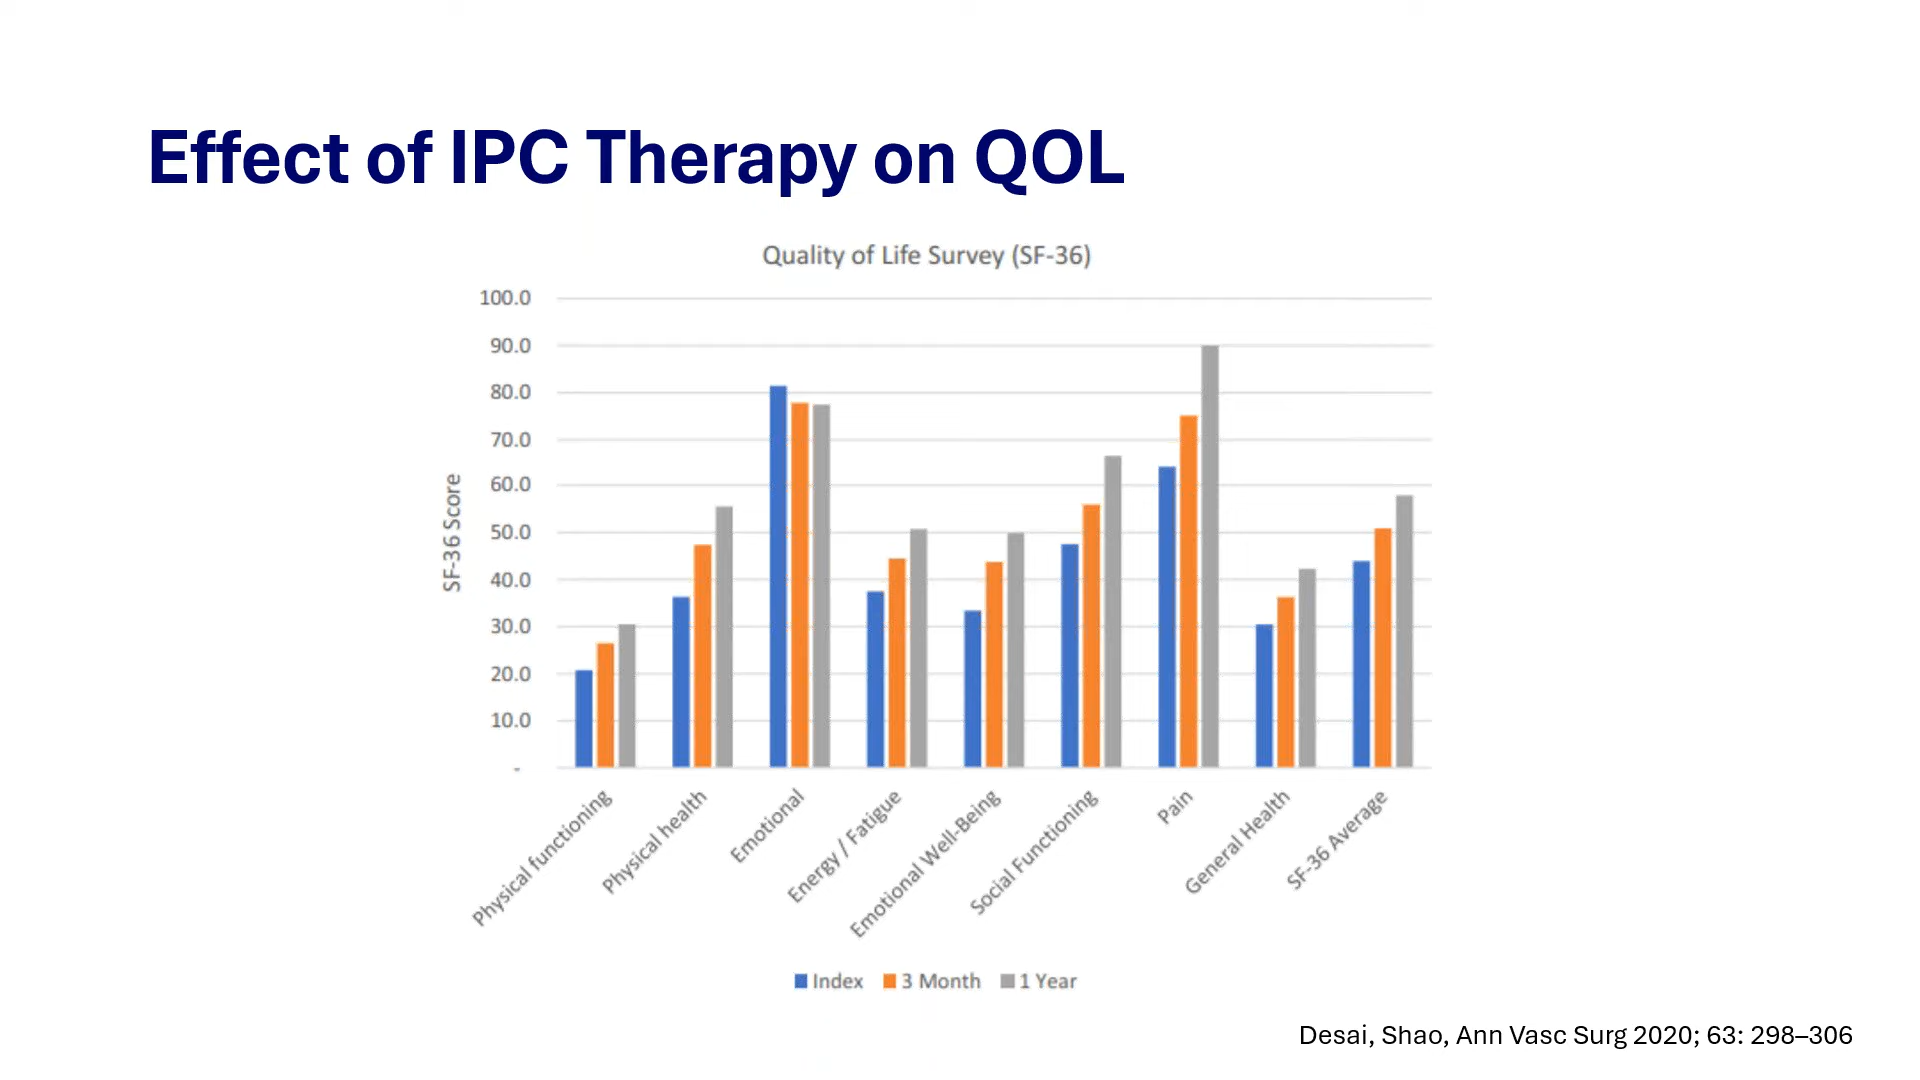 Effect of IPC Therapy on QOL
Quality of Life Survey (SF-36)
100.0
90.0
80.0
70.0
60.0
50.0
40.0
30.0
20.0
10.0
-
SF-36 Score
Physical functioning
Physical health
Emotional
Energy / Fatigue
Emotional Well-Being
Social Functioning
Pain
General Health
SF-36 Average
Index 3 Month 1 Year
Desai, Shao, Ann Vasc Surg 2020; 63: 298–306